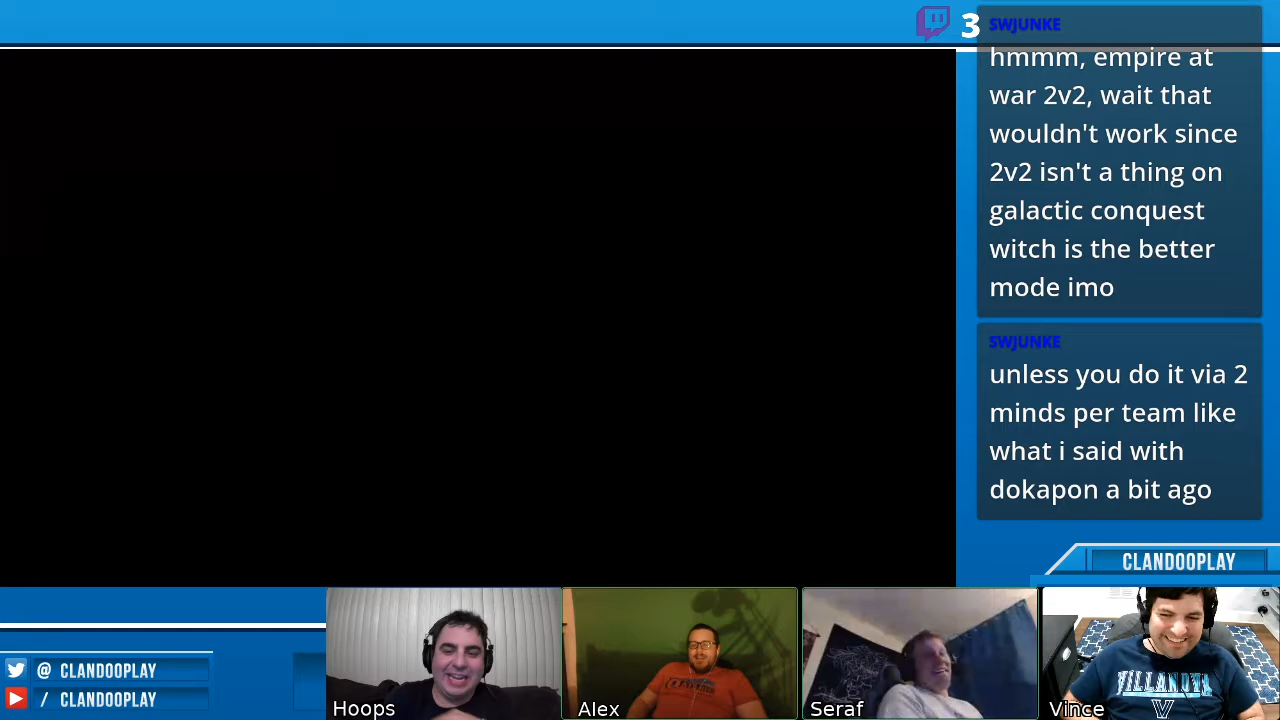 3
SWJUNKE
hmmm, empire at
war 2v2, wait that
wouldn't work since
2v2 isn't a thing on
galactic conquest
witch is the better
mode imo
SWJUNKE
unless you do it via 2
minds per team like
what i said with
dokapon a bit ago
CLANDOOPLAY
@ CLANDOOPLAY
/ CLANDOOPLAY
Hoops
Alex
Seraf
Vince
VILLANOVA
V